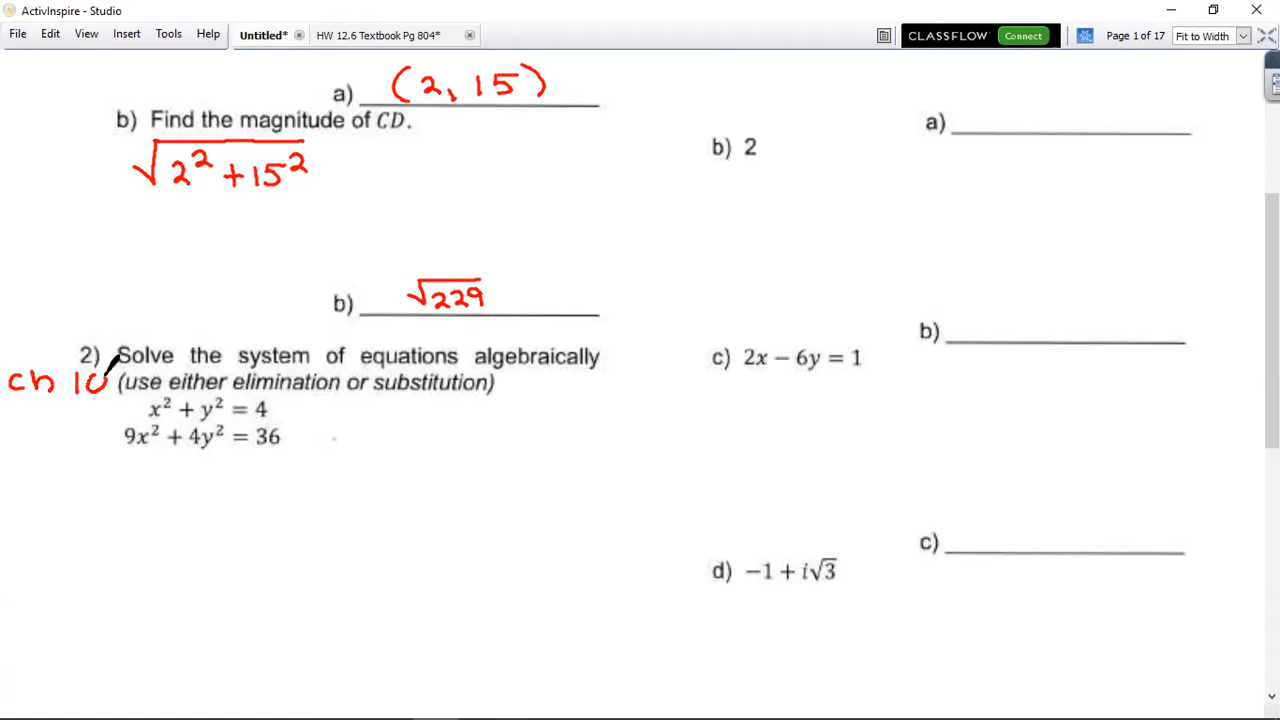 ActivInspire - Studio
File Edit View Insert Tools Help Untitled* HW 12.6 Textbook Pg 804* CLASSFLOW Connect Page 1 of 17 Fit to Width
a) (2, 15)
b) Find the magnitude of CD.
√2² + 15²
b) √229
2) Solve the system of equations algebraically
ch 10 (use either elimination or substitution)
x² + y² = 4
9x² + 4y² = 36
a)
b) 2
b)
c) 2x − 6y = 1
c)
d) −1 + i√3